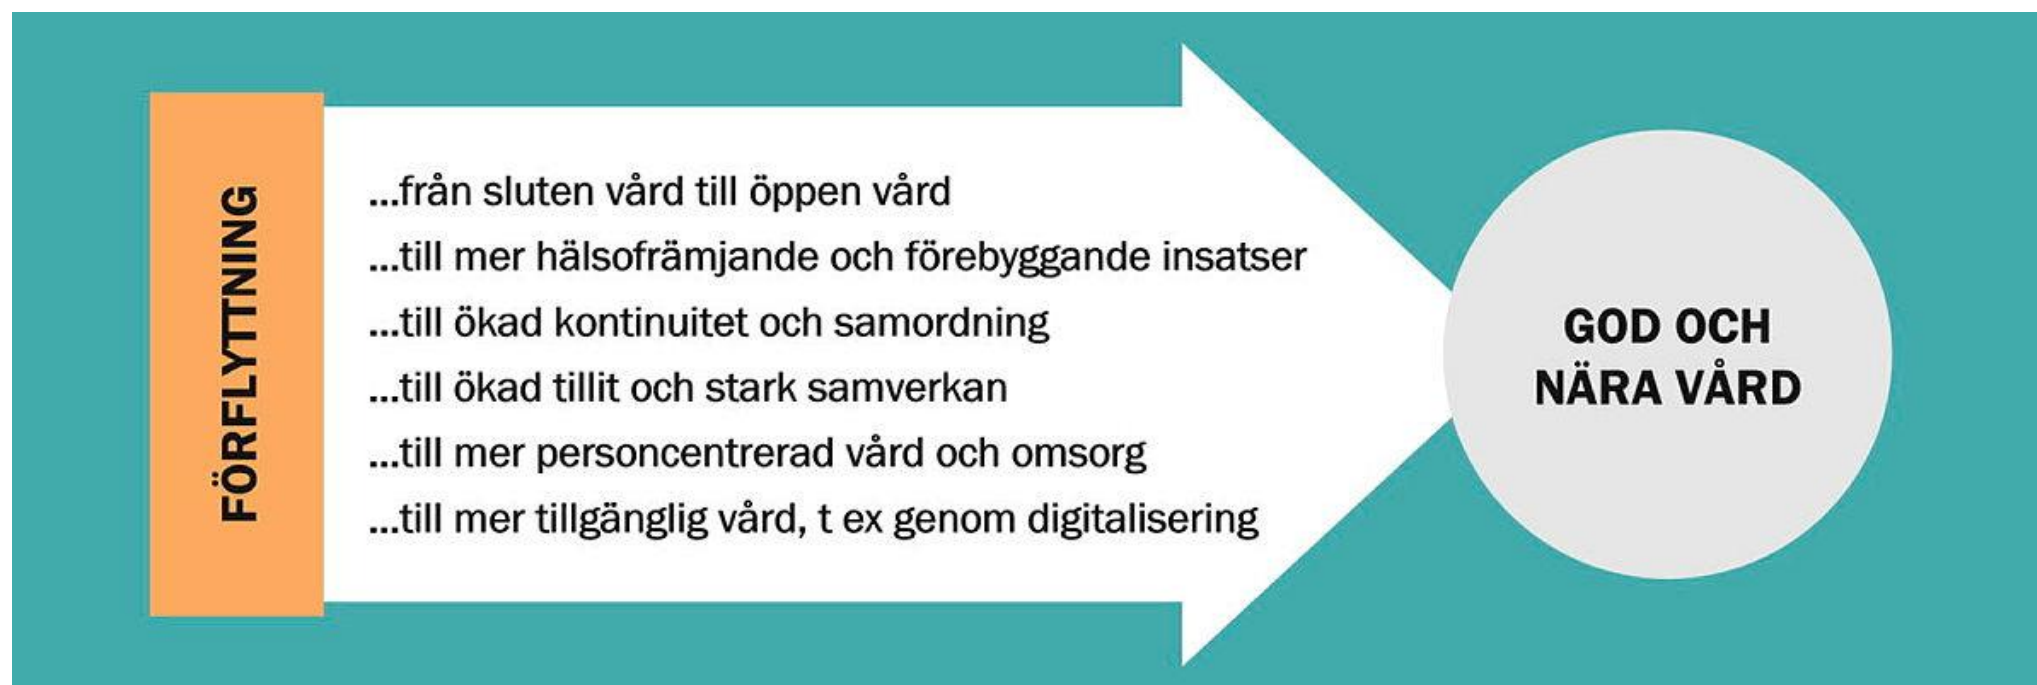 FÖRFLYTTNING
...från sluten vård till öppen vård
...till mer hälsofrämjande och förebyggande insatser
...till ökad kontinuitet och samordning
...till ökad tillit och stark samverkan
...till mer personcentrerad vård och omsorg
...till mer tillgänglig vård, t ex genom digitalisering
GOD OCH
NÄRA VÅRD